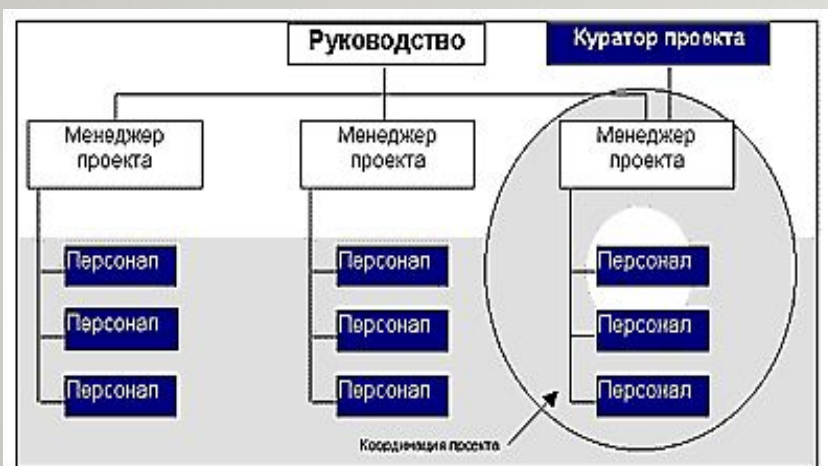 Руководство
Куратор проекта
Менеджер
проекта
Менеджер
проекта
Менеджер
проекта
Персонал
Персонал
Персонал
Персонал
Персонал
Персонал
Персонал
Персонал
Персонал
Координация проекта